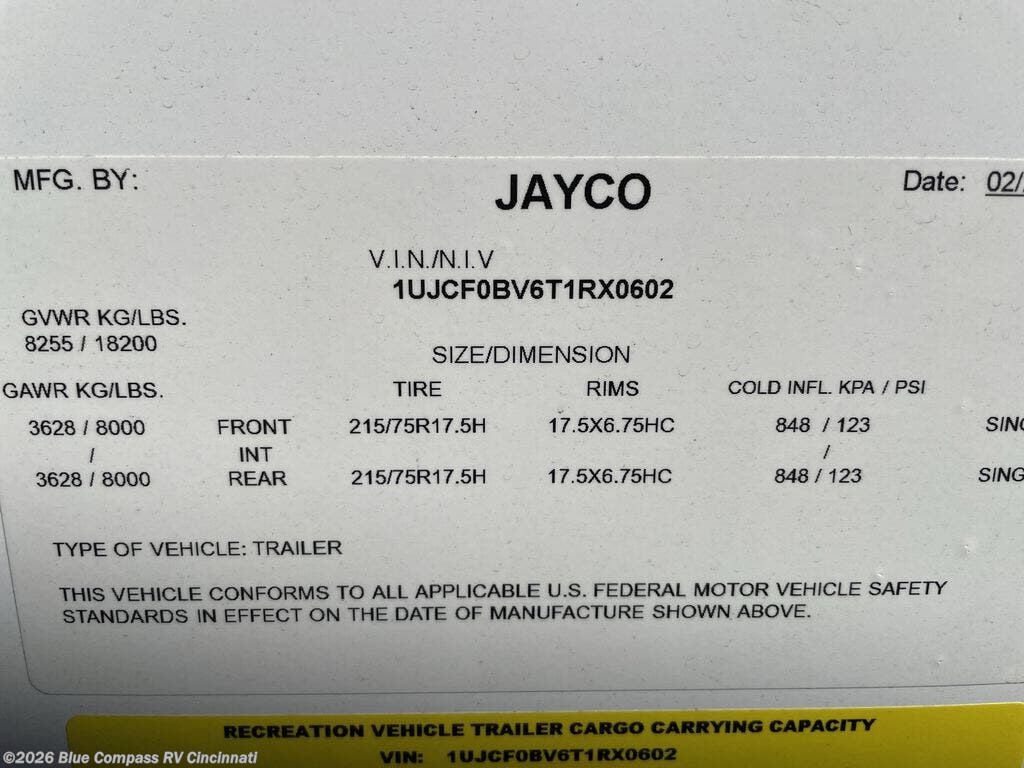 MFG. BY: JAYCO Date: 02/
V.I.N./N.I.V
1UJCF0BV6T1RX0602
GVWR KG/LBS.
8255 / 18200
SIZE/DIMENSION
GAWR KG/LBS. TIRE RIMS COLD INFL. KPA / PSI
3628 / 8000 FRONT 215/75R17.5H 17.5X6.75HC 848 / 123 SING
/ INT /
3628 / 8000 REAR 215/75R17.5H 17.5X6.75HC 848 / 123 SING
TYPE OF VEHICLE: TRAILER
THIS VEHICLE CONFORMS TO ALL APPLICABLE U.S. FEDERAL MOTOR VEHICLE SAFETY
STANDARDS IN EFFECT ON THE DATE OF MANUFACTURE SHOWN ABOVE.
RECREATION VEHICLE TRAILER CARGO CARRYING CAPACITY
VIN: 1UJCF0BV6T1RX0602
©2026 Blue Compass RV Cincinnati